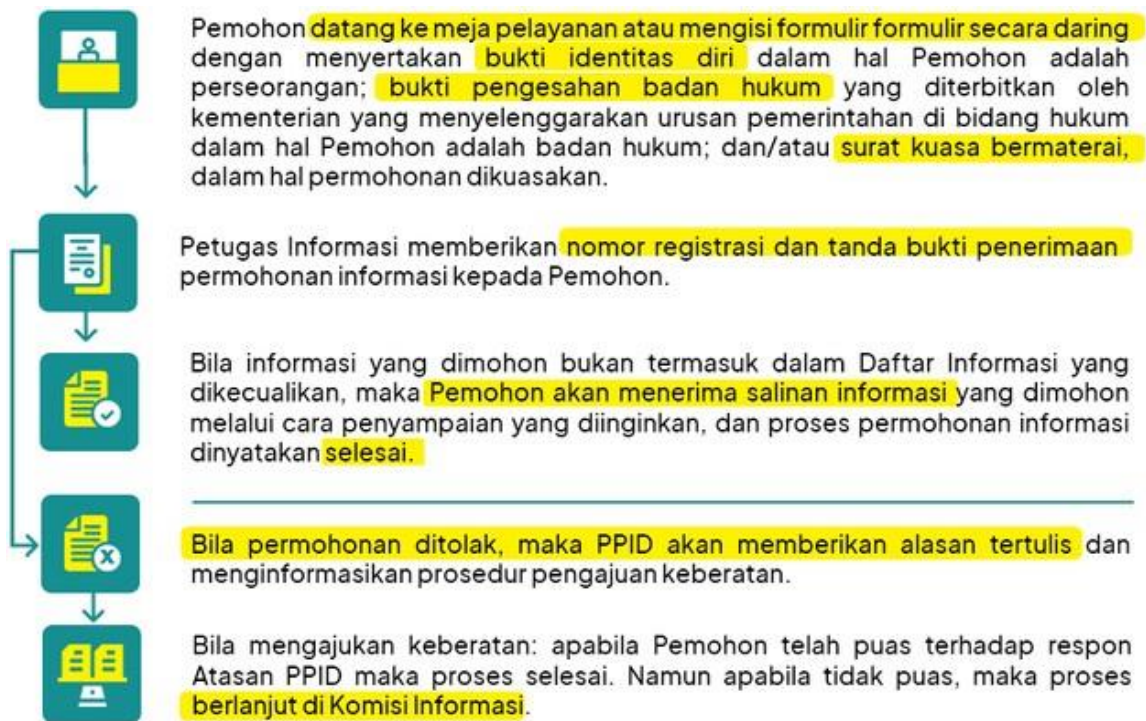 Pemohon datang ke meja pelayanan atau mengisi formulir formulir secara daring
dengan menyertakan bukti identitas diri dalam hal Pemohon adalah
perseorangan; bukti pengesahan badan hukum yang diterbitkan oleh
kementerian yang menyelenggarakan urusan pemerintahan di bidang hukum
dalam hal Pemohon adalah badan hukum; dan/atau surat kuasa bermaterai,
dalam hal permohonan dikuasakan.
Petugas Informasi memberikan nomor registrasi dan tanda bukti penerimaan
permohonan informasi kepada Pemohon.
Bila informasi yang dimohon bukan termasuk dalam Daftar Informasi yang
dikecualikan, maka Pemohon akan menerima salinan informasi yang dimohon
melalui cara penyampaian yang diinginkan, dan proses permohonan informasi
dinyatakan selesai.
Bila permohonan ditolak, maka PPID akan memberikan alasan tertulis dan
menginformasikan prosedur pengajuan keberatan.
Bila mengajukan keberatan: apabila Pemohon telah puas terhadap respon
Atasan PPID maka proses selesai. Namun apabila tidak puas, maka proses
berlanjut di Komisi Informasi.